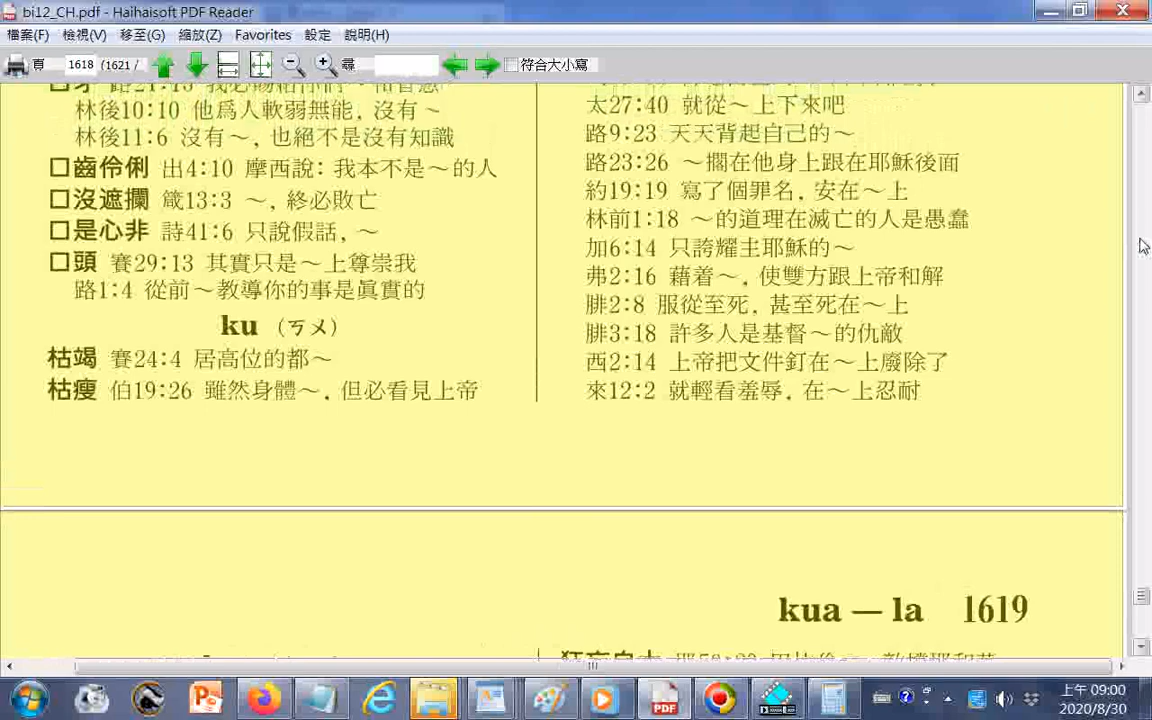 bi12_CH.pdf - Haihaisoft PDF Reader
檔案(F) 檢視(V) 移至(G) 縮放(Z) Favorites 設定 說明(H)
頁 1618 (1621 / 尋 符合大小寫
林後10:10 他爲人軟弱無能, 沒有～
林後11:6 沒有～, 也絕不是沒有知識
口齒伶俐 出4:10 摩西說: 我本不是～的人
口沒遮攔 箴13:3 ～, 終必敗亡
口是心非 詩41:6 只說假話, ～
口頭 賽29:13 其實只是～上尊崇我
路1:4 從前～教導你的事是眞實的
ku (ㄎㄨ)
枯竭 賽24:4 居高位的都～
枯瘦 伯19:26 雖然身體～, 但必看見上帝
太27:40 就從～上下來吧
路9:23 天天背起自己的～
路23:26 ～擱在他身上跟在耶穌後面
約19:19 寫了個罪名, 安在～上
林前1:18 ～的道理在滅亡的人是愚蠢
加6:14 只誇耀主耶穌的～
弗2:16 藉着～, 使雙方跟上帝和解
腓2:8 服從至死, 甚至死在～上
腓3:18 許多人是基督～的仇敵
西2:14 上帝把文件釘在～上廢除了
來12:2 就輕看羞辱, 在～上忍耐
kua — la 1619
上午 09:00
2020/8/30